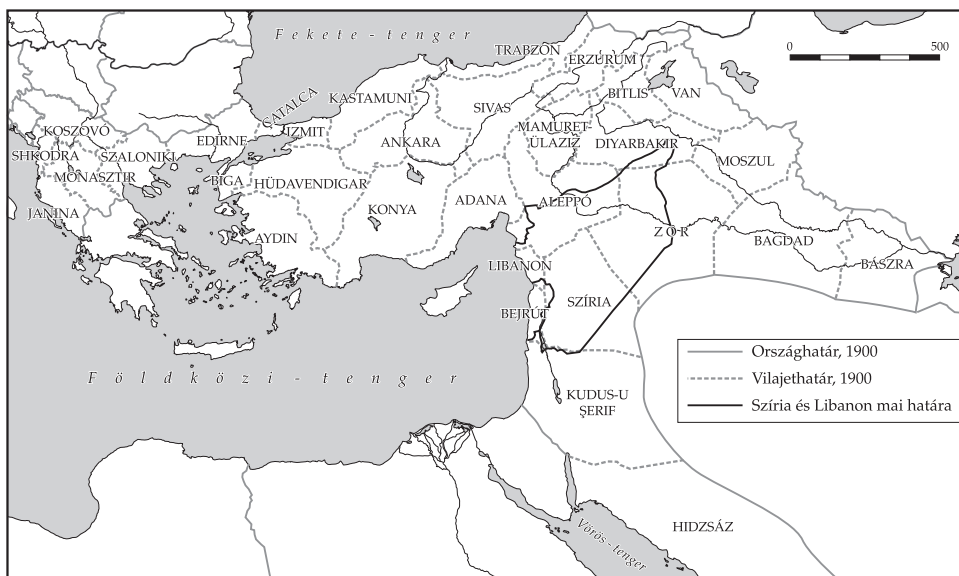 Fekete-tenger
0 500
TRABZON
ERZURUM
BITLIS
VAN
KASTAMUNI
SIVAS
ÇATALCA
IZMIT
ANKARA
MAMURET-
ÜLAZIZ
DIYARBAKIR
KOSZOVÓ
EDIRNE
SHKODRA
SZALONIKI
MONASZTIR
BIGA
HÜDAVENDIGAR
MOSZUL
JANINA
KONYA
ADANA
ALEPPÓ
AYDIN
ZOR
BAGDAD
BÁSZRA
LIBANON
SZÍRIA
BEJRÚT
Földközi-tenger
Országhatár, 1900
Vilajethatár, 1900
Szíria és Libanon mai határa
KUDUS-U
ŞERIF
HIDZSÁZ
Vörös-tenger